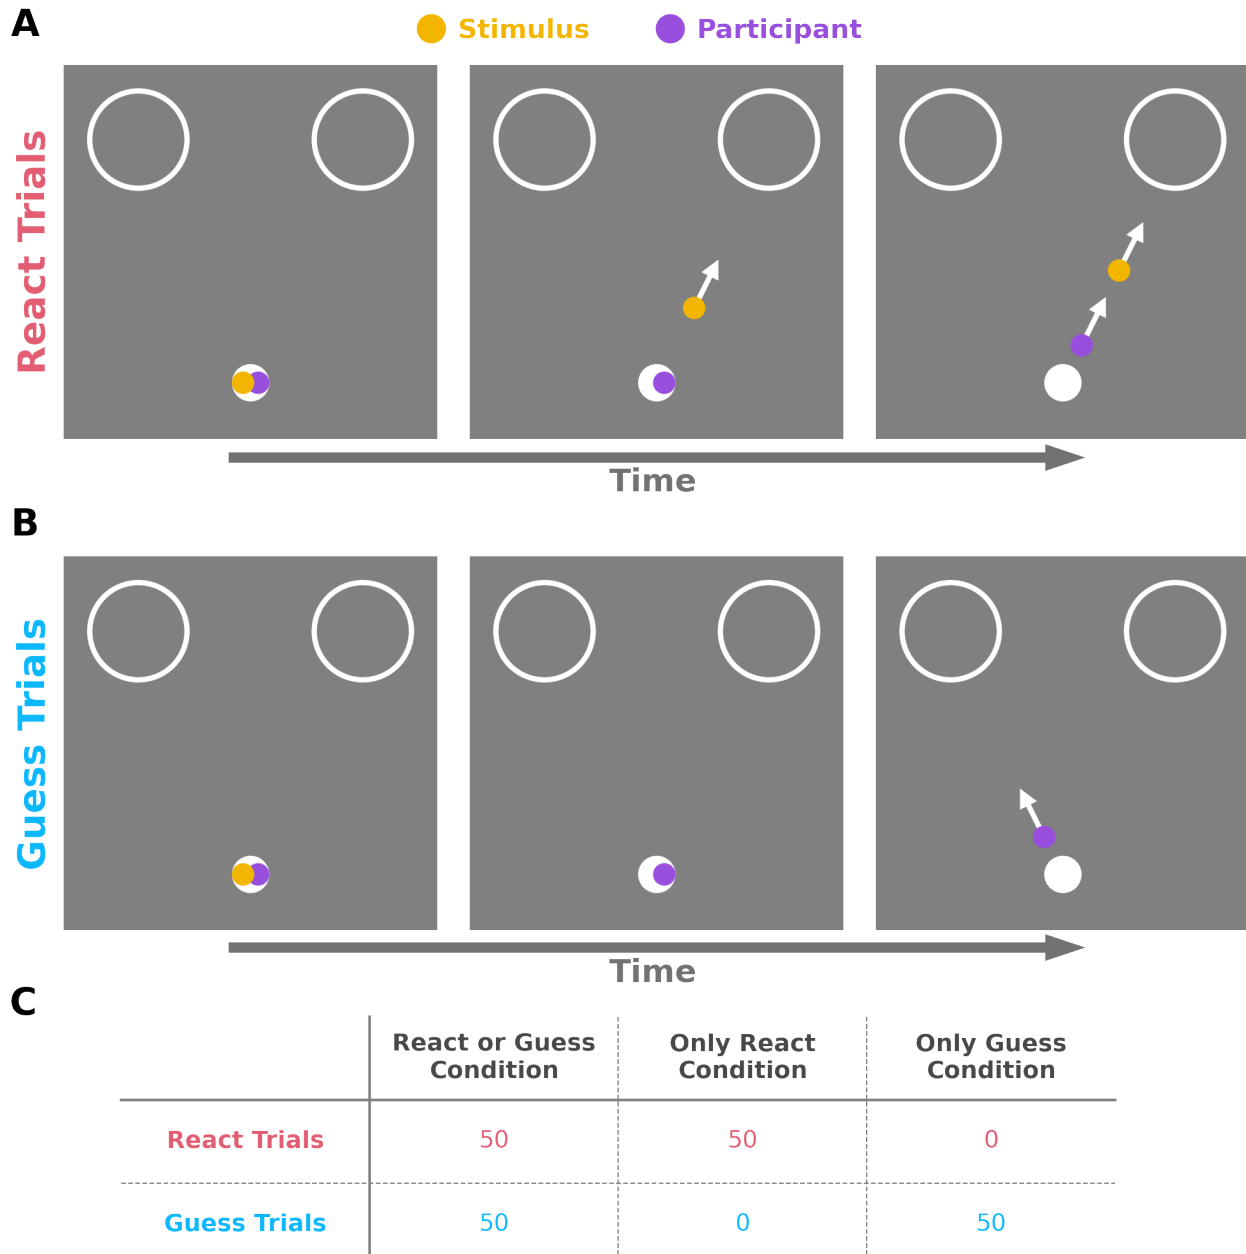 A
Stimulus Participant
React Trials
Time
B
Guess Trials
Time
C
React or Guess Condition Only React Condition Only Guess Condition
React Trials 50 50 0
Guess Trials 50 0 50